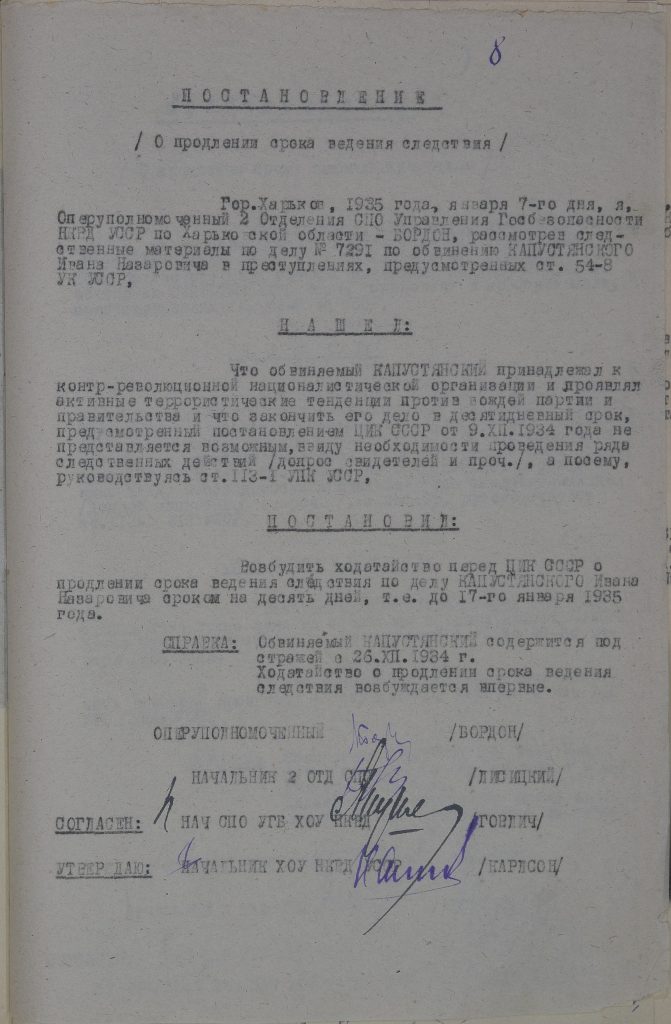 8
ПОСТАНОВЛЕНИЕ
/ О продлении срока ведения следствия /
Гор.Харьков, 1935 года, января 7-го дня, я,
Оперуполномоченный 2 Отделения СПО Управления Госбезопасности
НКВД УССР по Харьковской области - БОРДОН, рассмотрев след-
ственные материалы по делу № 7291 по обвинению КАПУСТЯНСКОГО
Ивана Назаровича в преступлениях, предусмотренных ст. 54-8
УК УССР,
НАШЕЛ:
Что обвиняемый КАПУСТЯНСКИЙ принадлежал к
контр-революционной националистической организации и проявлял
активные террористические тенденции против вождей партии и
правительства и что закончить его дело в десятидневный срок,
предусмотренный постановлением ЦИК СССР от 9.XII.1934 года не
представляется возможным,ввиду необходимости проведения ряда
следственных действий /допрос свидетелей и проч./, а посему,
руководствуясь ст.113-1 УПК УССР,
ПОСТАНОВИЛ:
Возбудить ходатайство перед ЦИК СССР о
продлении срока ведения следствия по делу КАПУСТЯНСКОГО Ивана
Назаровича сроком на десять дней, т.е. до 17-го января 1935
года.
СПРАВКА: Обвиняемый КАПУСТЯНСКИЙ содержится под
стражей с 26.XII.1934 г.
Ходатайство о продлении срока ведения
следствия возбуждается впервые.
ОПЕРУПОЛНОМОЧЕННЫЙ /БОРДОН/
НАЧАЛЬНИК 2 ОТД СПО /ЛИСИЦКИЙ/
СОГЛАСЕН: НАЧ СПО УГБ ХОУ НКВД /ГОВЛИЧ/
УТВЕРЖДАЮ: НАЧАЛЬНИК ХОУ НКВД УССР /КАРЛСОН/